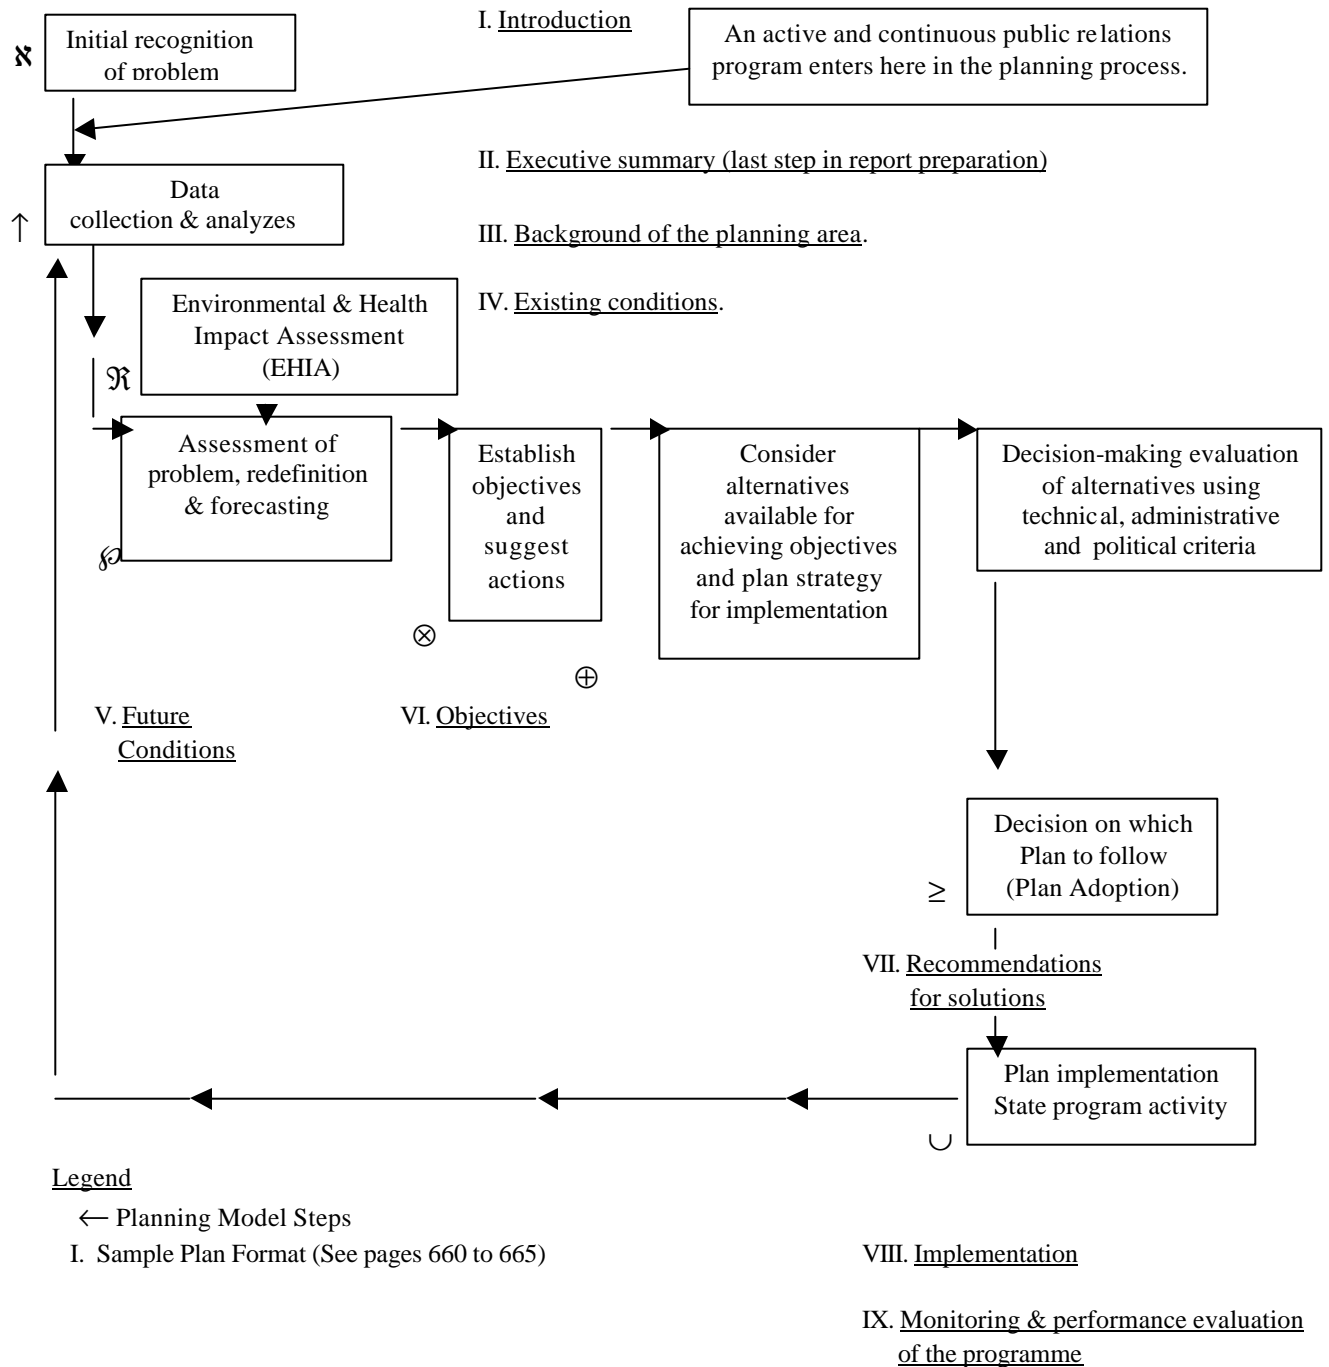 I. Introduction
ℵ
Initial recognition
of problem
An active and continuous public relations
program enters here in the planning process.
II. Executive summary (last step in report preparation)
↑
Data
collection & analyzes
III. Background of the planning area.
IV. Existing conditions.
Environmental & Health
Impact Assessment
(EHIA)
ℜ
Assessment of
problem, redefinition
& forecasting
℘
Establish
objectives
and
suggest
actions
⊗
Consider
alternatives
available for
achieving objectives
and plan strategy
for implementation
⊕
Decision-making evaluation
of alternatives using
technical, administrative
and political criteria
V. Future
Conditions
VI. Objectives
Decision on which
Plan to follow
(Plan Adoption)
≥
VII. Recommendations
for solutions
Plan implementation
State program activity
∪
Legend
← Planning Model Steps
I. Sample Plan Format (See pages 660 to 665)
VIII. Implementation
IX. Monitoring & performance evaluation
of the programme